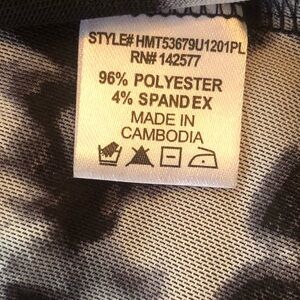 STYLE# HMT53679U1201PL
RN# 142577
96% POLYESTER
4% SPANDEX
MADE IN
CAMBODIA